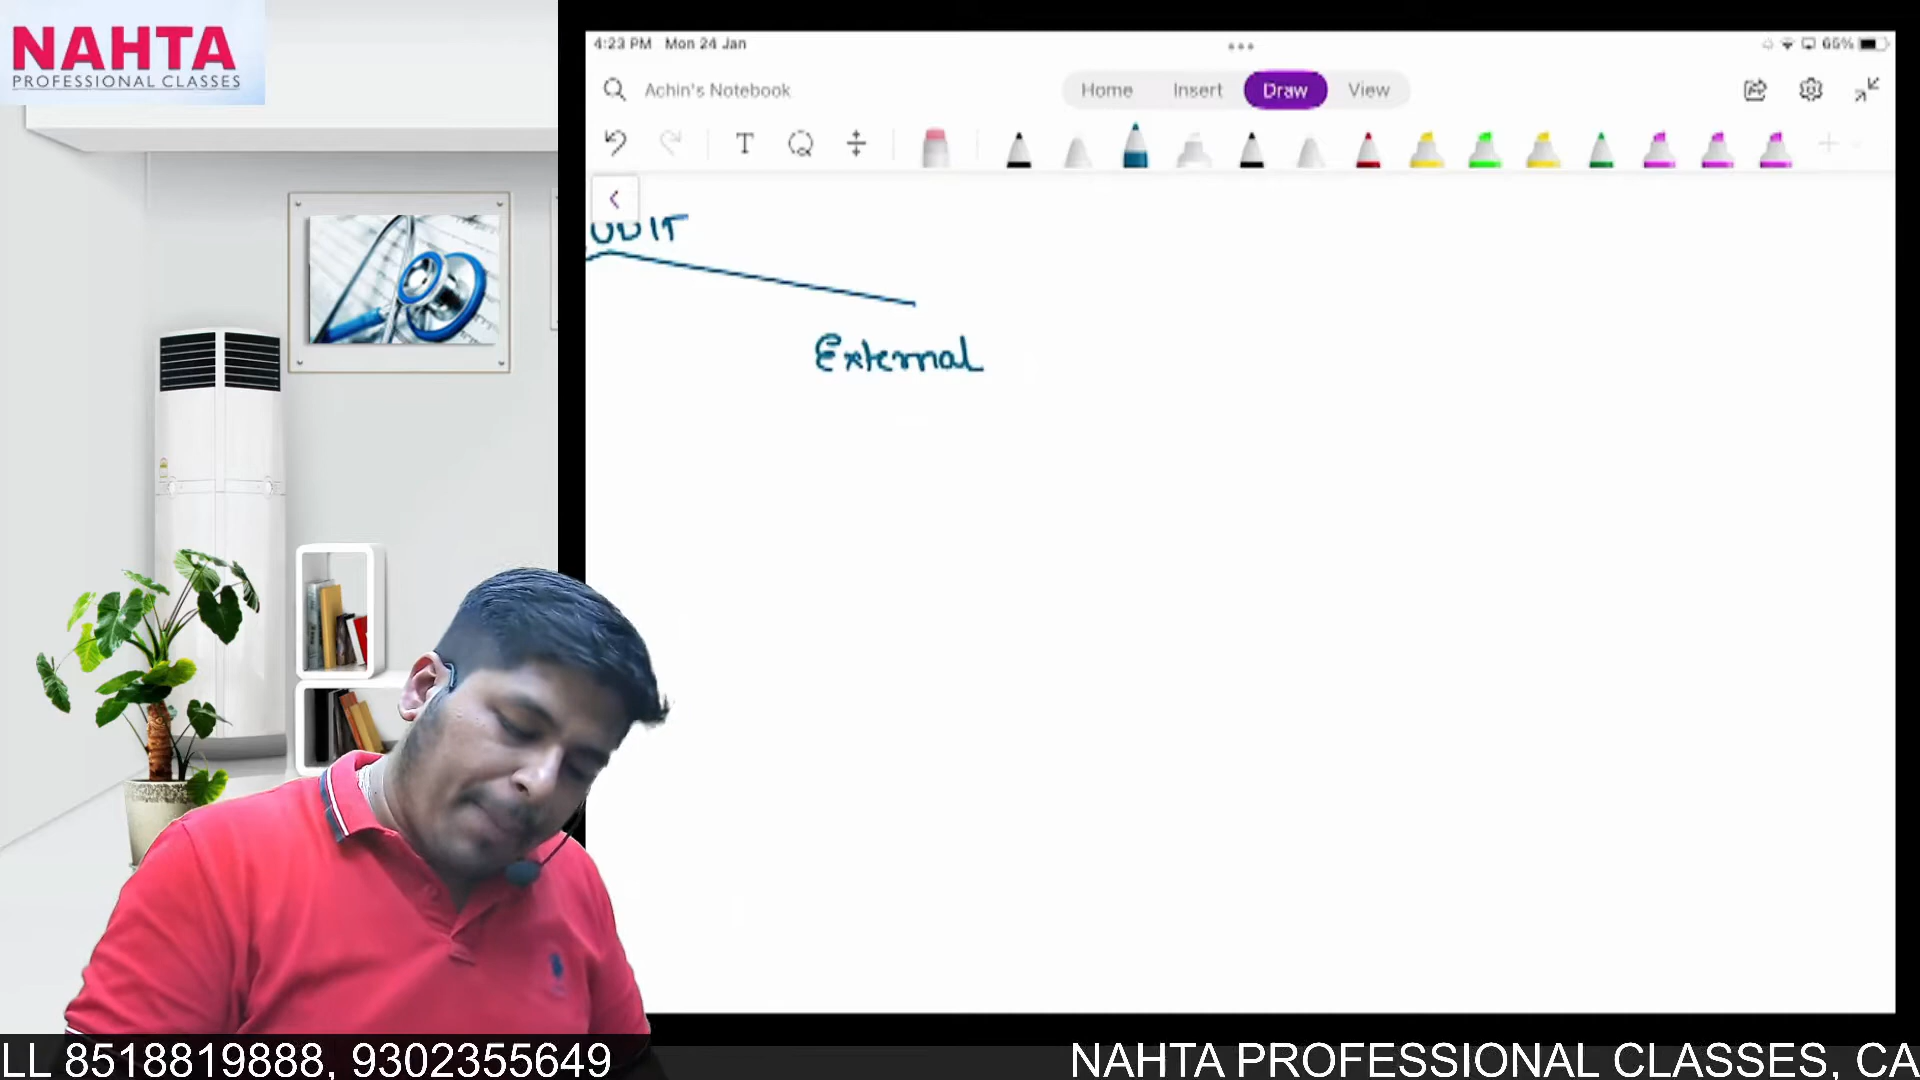 NAHTA
PROFESSIONAL CLASSES
4:23 PM Mon 24 Jan
65%
Achin's Notebook
Home Insert Draw View
T
UDIT
External
LL 8518819888, 9302355649
NAHTA PROFESSIONAL CLASSES, CA